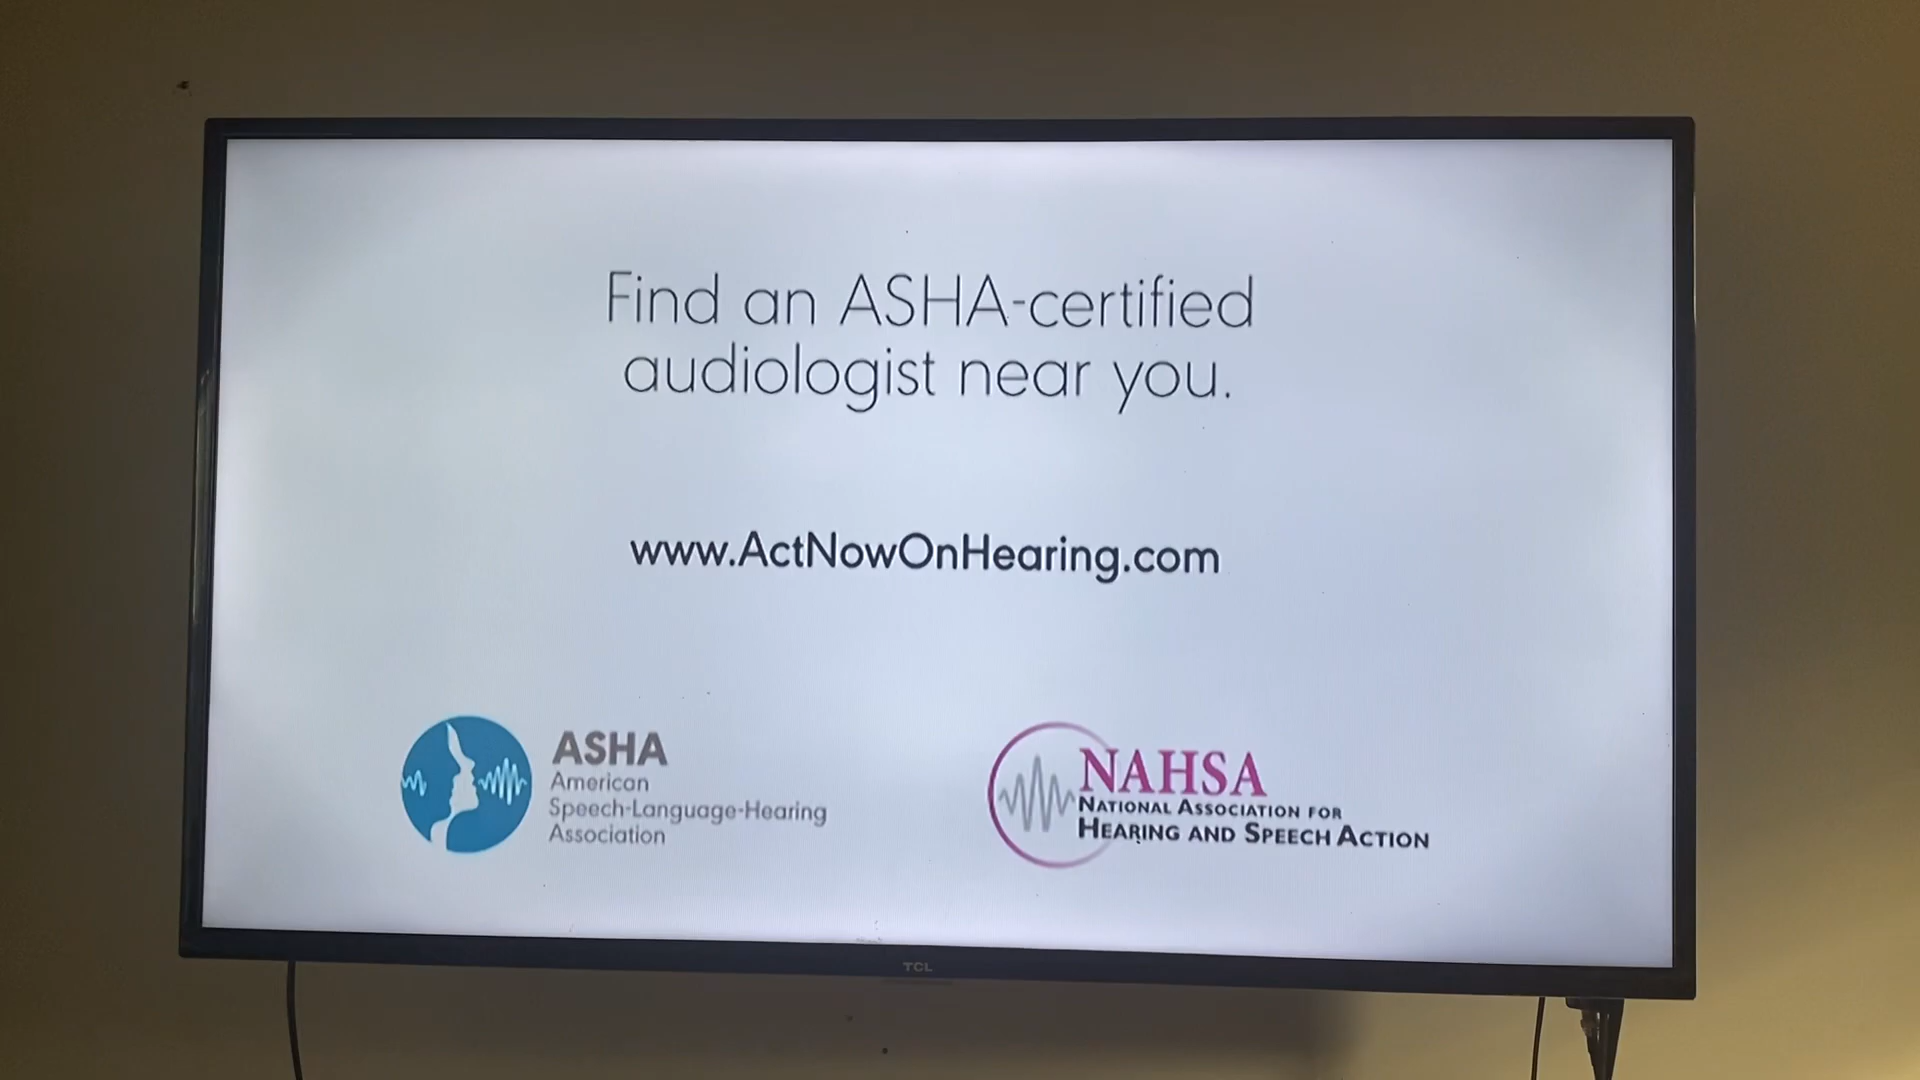 Find an ASHA-certified
audiologist near you.
www.ActNowOnHearing.com
ASHA
American
Speech-Language-Hearing
Association
NAHSA
National Association for
Hearing and Speech Action
TCL